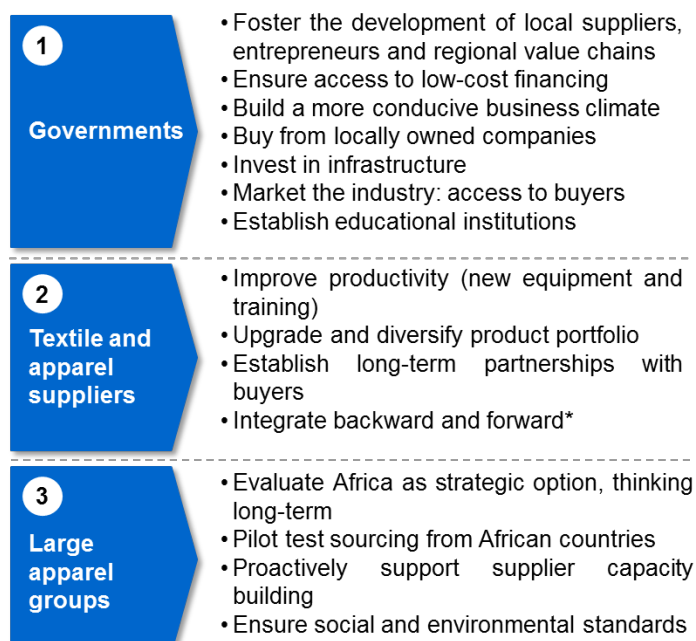 1
Governments
• Foster the development of local suppliers,
entrepreneurs and regional value chains
• Ensure access to low-cost financing
• Build a more conducive business climate
• Buy from locally owned companies
• Invest in infrastructure
• Market the industry: access to buyers
• Establish educational institutions
2
Textile and
apparel
suppliers
• Improve productivity (new equipment and
training)
• Upgrade and diversify product portfolio
• Establish long-term partnerships with
buyers
• Integrate backward and forward*
3
Large
apparel
groups
• Evaluate Africa as strategic option, thinking
long-term
• Pilot test sourcing from African countries
• Proactively support supplier capacity
building
• Ensure social and environmental standards